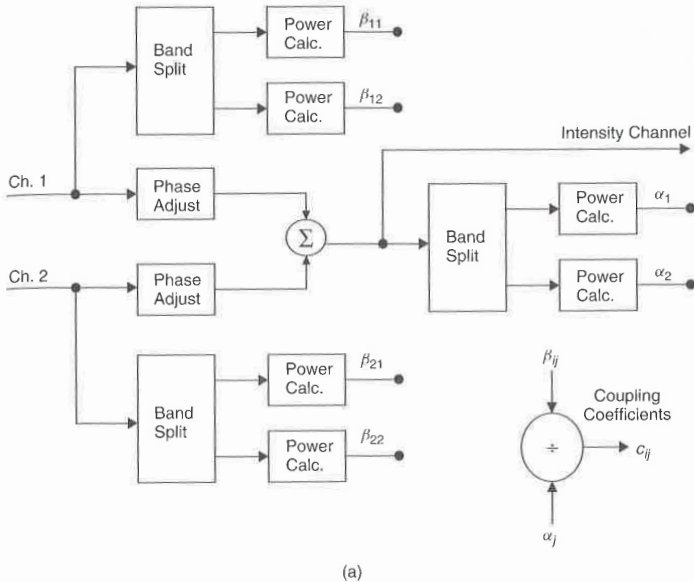 Band
Split
Power
Calc.
β11
Power
Calc.
β12
Intensity Channel
Ch. 1
Phase
Adjust
Σ
Band
Split
Power
Calc.
α1
Power
Calc.
α2
Ch. 2
Phase
Adjust
Band
Split
Power
Calc.
β21
Power
Calc.
β22
βij
Coupling
Coefficients
÷
cij
αj
(a)